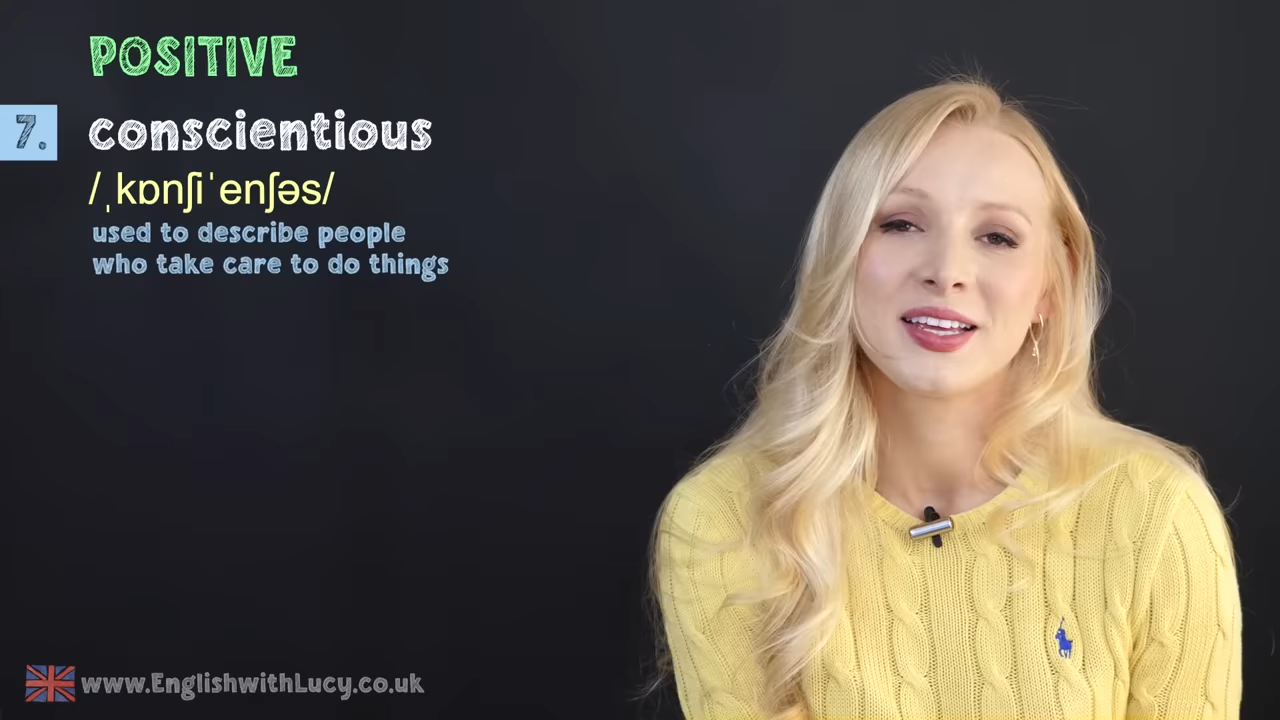 POSITIVE
7. conscientious
/ˌkɒnʃiˈenʃəs/
used to describe people
who take care to do things
www.EnglishwithLucy.co.uk